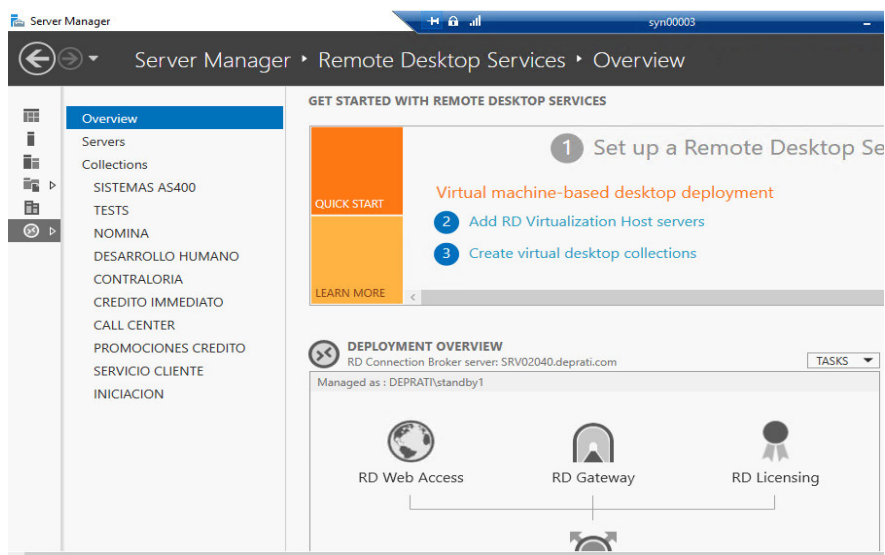 Server Manager
syn00003
Server Manager • Remote Desktop Services • Overview
Overview
Servers
Collections
SISTEMAS AS400
TESTS
NOMINA
DESARROLLO HUMANO
CONTRALORIA
CREDITO IMMEDIATO
CALL CENTER
PROMOCIONES CREDITO
SERVICIO CLIENTE
INICIACION
GET STARTED WITH REMOTE DESKTOP SERVICES
QUICK START
LEARN MORE
1 Set up a Remote Desktop Se
Virtual machine-based desktop deployment
2 Add RD Virtualization Host servers
3 Create virtual desktop collections
DEPLOYMENT OVERVIEW
RD Connection Broker server: SRV02040.deprati.com
TASKS
Managed as : DEPRATI\standby1
RD Web Access
RD Gateway
RD Licensing